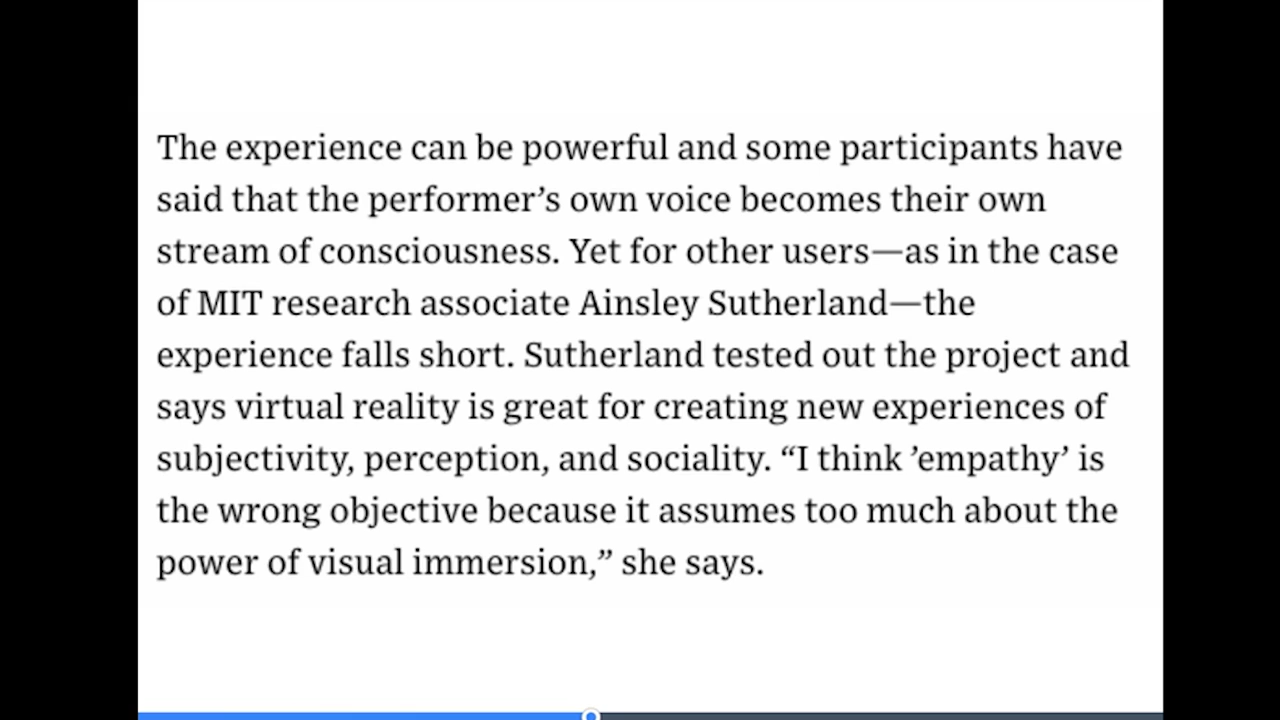 The experience can be powerful and some participants have
said that the performer’s own voice becomes their own
stream of consciousness. Yet for other users—as in the case
of MIT research associate Ainsley Sutherland—the
experience falls short. Sutherland tested out the project and
says virtual reality is great for creating new experiences of
subjectivity, perception, and sociality. “I think ’empathy’ is
the wrong objective because it assumes too much about the
power of visual immersion,” she says.